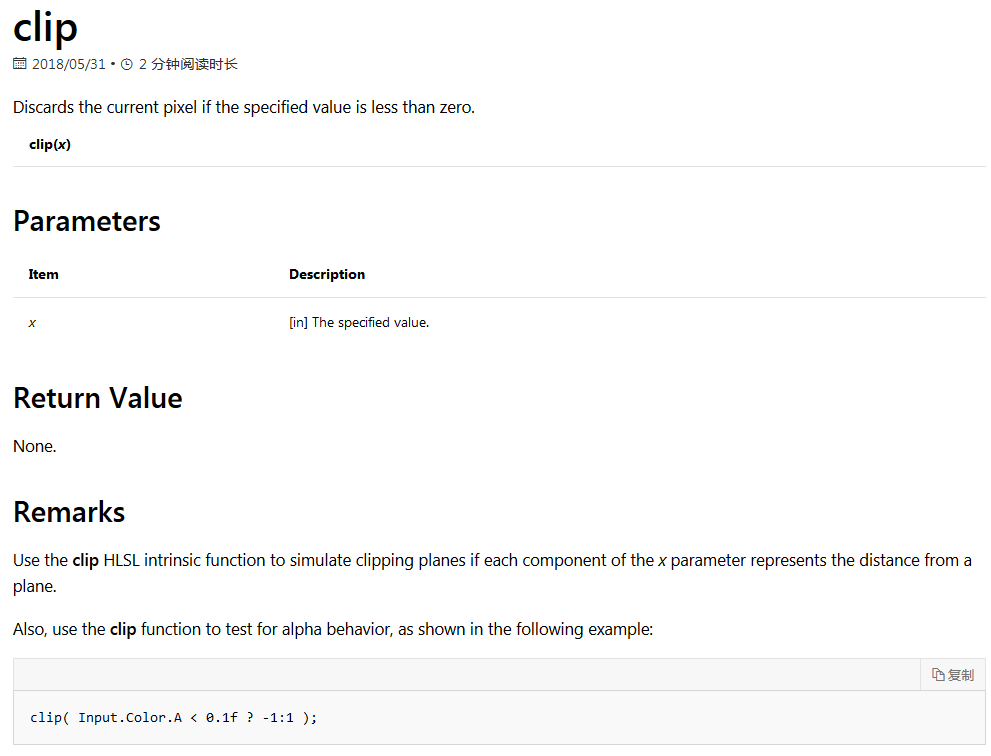 clip
2018/05/31 • 2 分钟阅读时长
Discards the current pixel if the specified value is less than zero.
clip(x)
Parameters
Item Description
x [in] The specified value.
Return Value
None.
Remarks
Use the clip HLSL intrinsic function to simulate clipping planes if each component of the x parameter represents the distance from a
plane.
Also, use the clip function to test for alpha behavior, as shown in the following example:
复制
clip( Input.Color.A < 0.1f ? -1:1 );